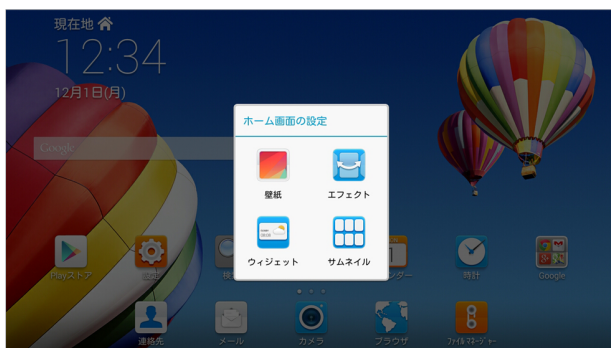 現在地
12:34
12月1日(月)
Google
ホーム画面の設定
壁紙
エフェクト
ウィジェット
サムネイル
Playストア
設定
検
ンダー
時計
Google
連絡先
メール
カメラ
ブラウザ
ファイルマネージャー